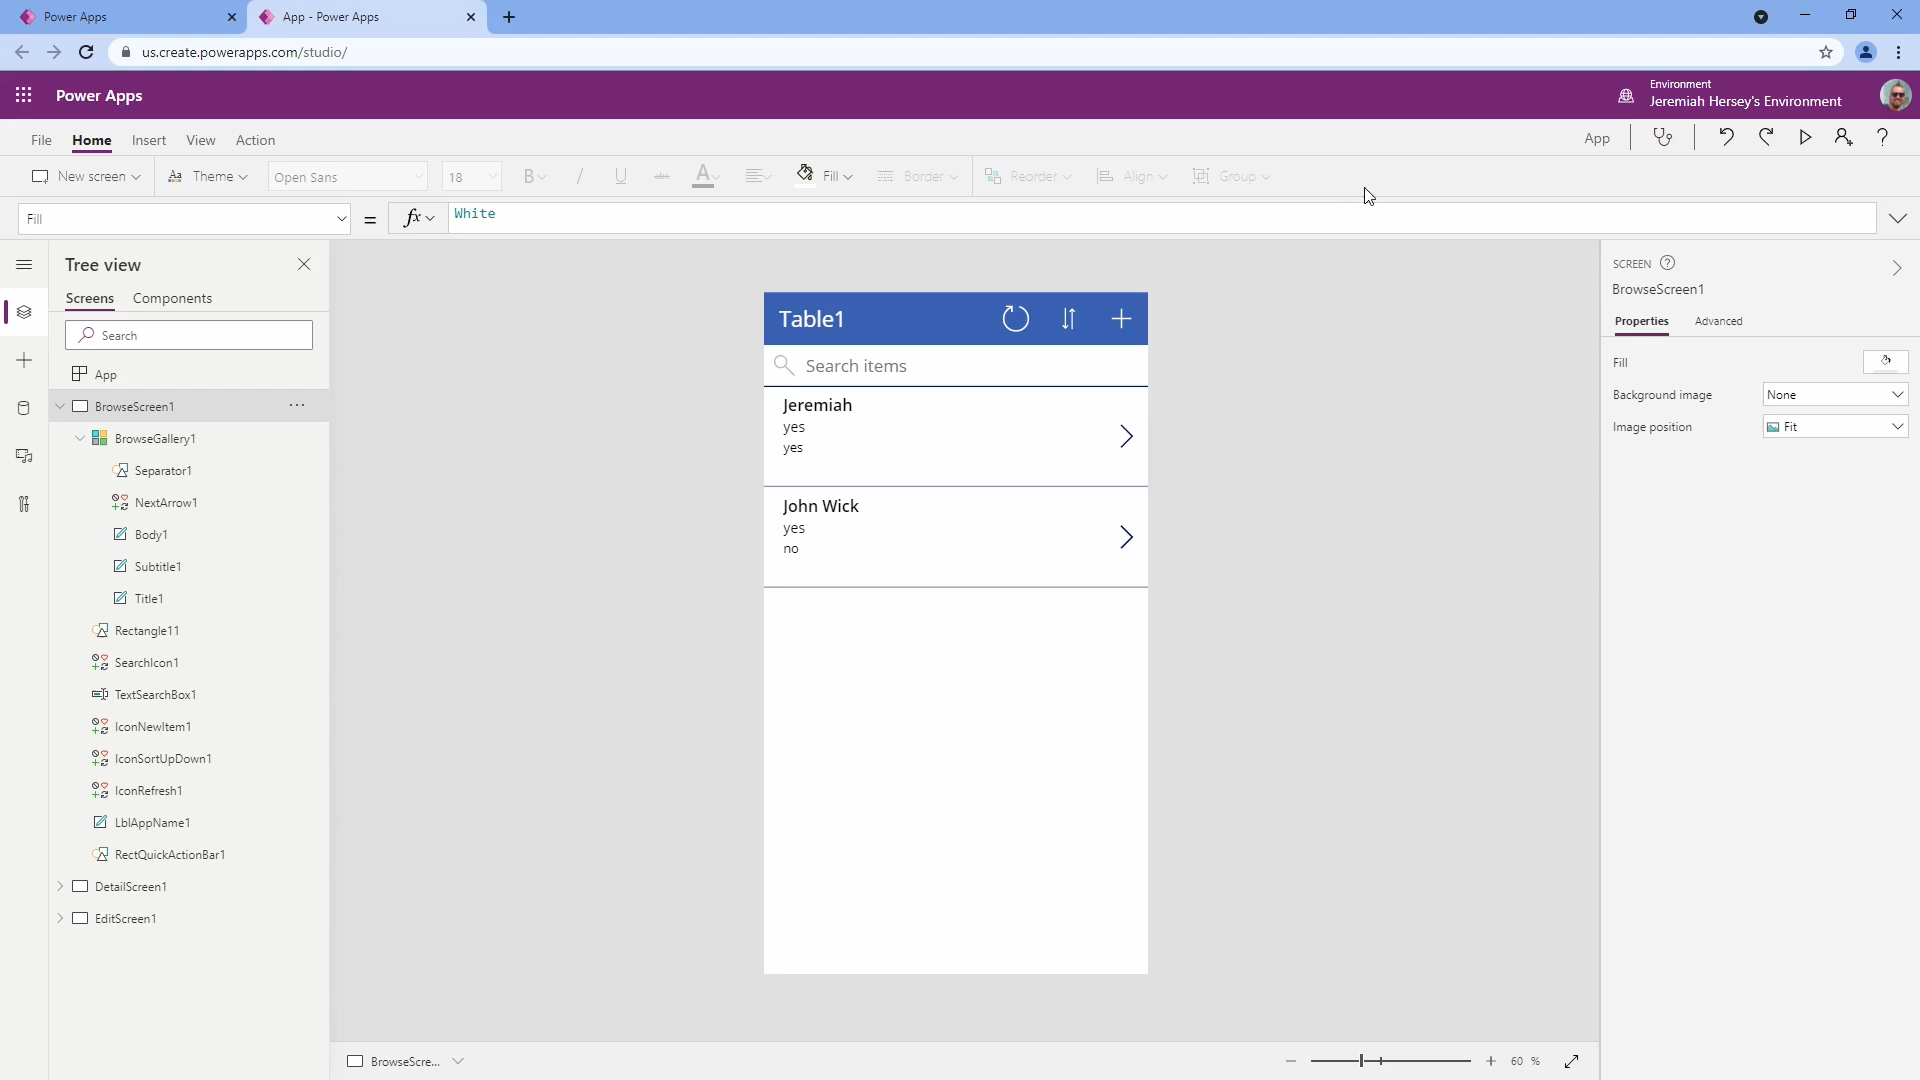 Power Apps
App - Power Apps
us.create.powerapps.com/studio/
Power Apps
Environment
Jeremiah Hersey's Environment
File Home Insert View Action
App
New screen
Theme
Open Sans
18
B
I
U
abc
A
Fill
Border
Reorder
Align
Group
Fill
=
fx
White
Tree view
Screens Components
Search
App
BrowseScreen1
BrowseGallery1
Separator1
NextArrow1
Body1
Subtitle1
Title1
Rectangle11
SearchIcon1
TextSearchBox1
IconNewItem1
IconSortUpDown1
IconRefresh1
LblAppName1
RectQuickActionBar1
DetailScreen1
EditScreen1
Table1
Search items
Jeremiah
yes
yes
John Wick
yes
no
SCREEN
BrowseScreen1
Properties Advanced
Fill
Background image None
Image position Fit
BrowseScre...
60 %